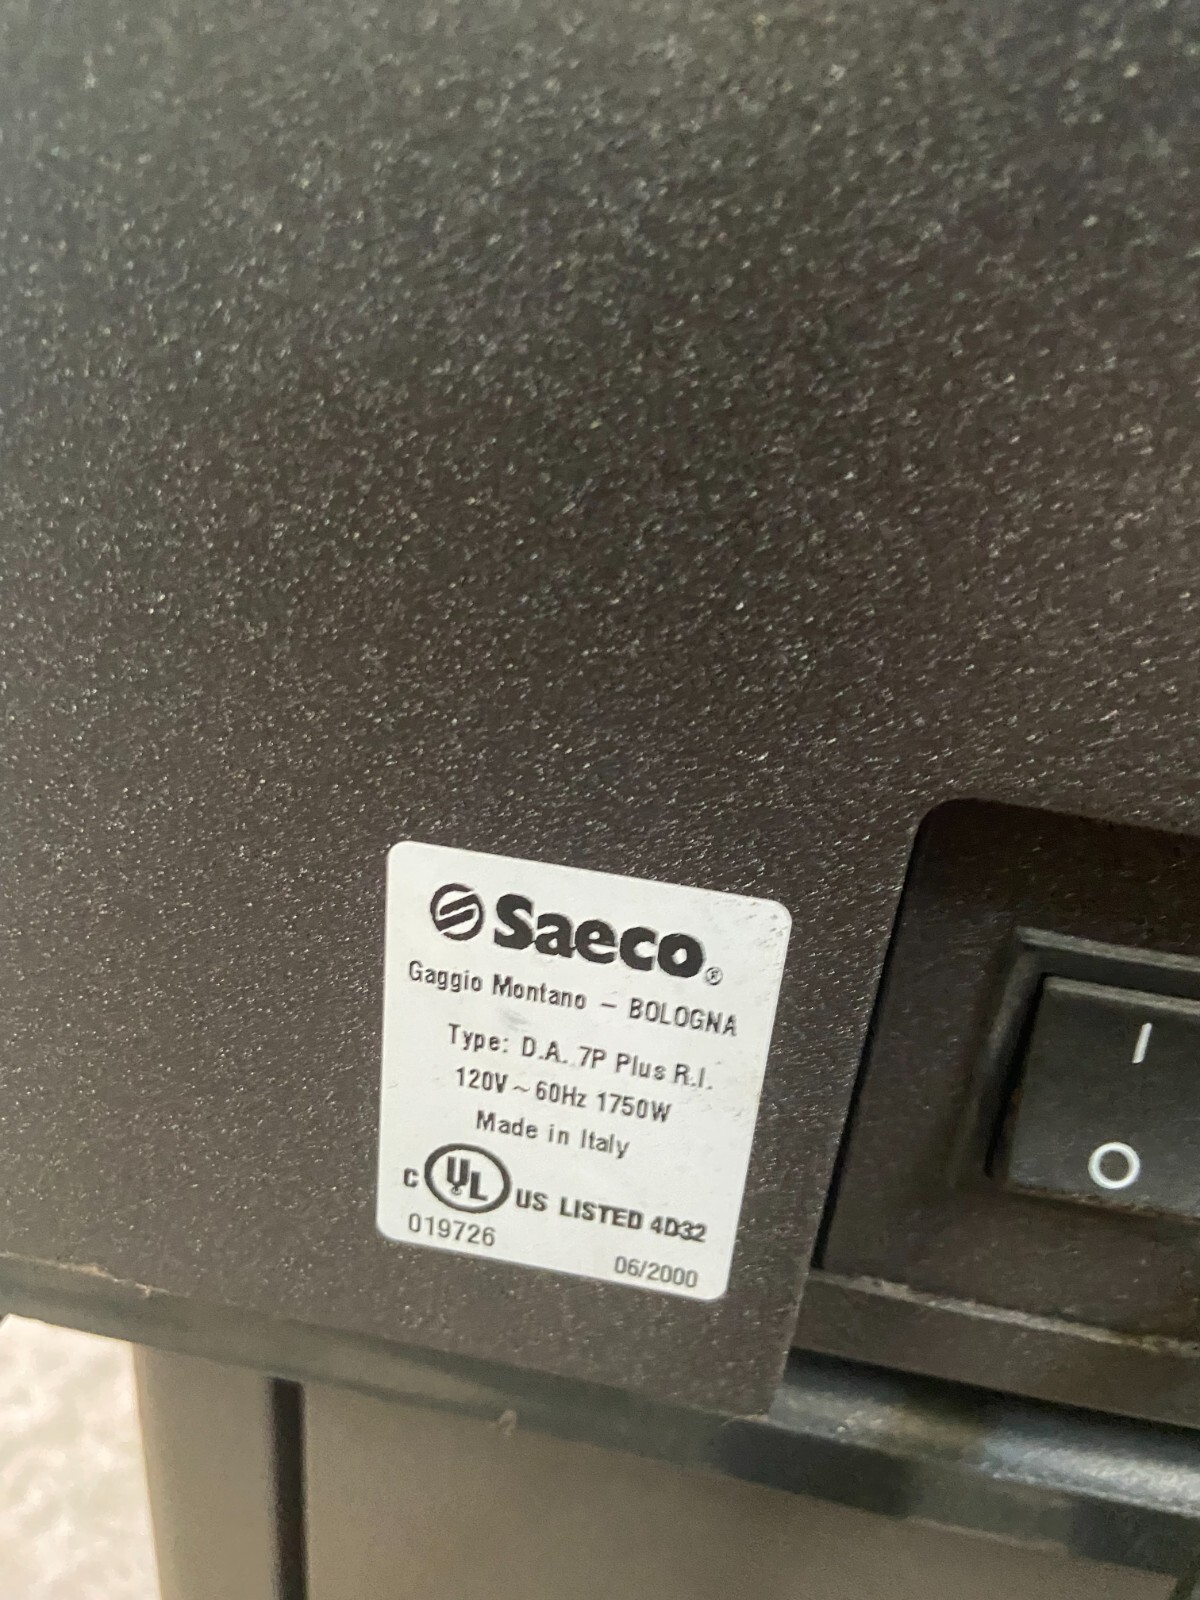 Saeco®
Gaggio Montano – BOLOGNA
Type: D.A. 7P Plus R.I.
120V ~ 60Hz 1750W
Made in Italy
C UL US LISTED 4D32
019726
06/2000
I
O